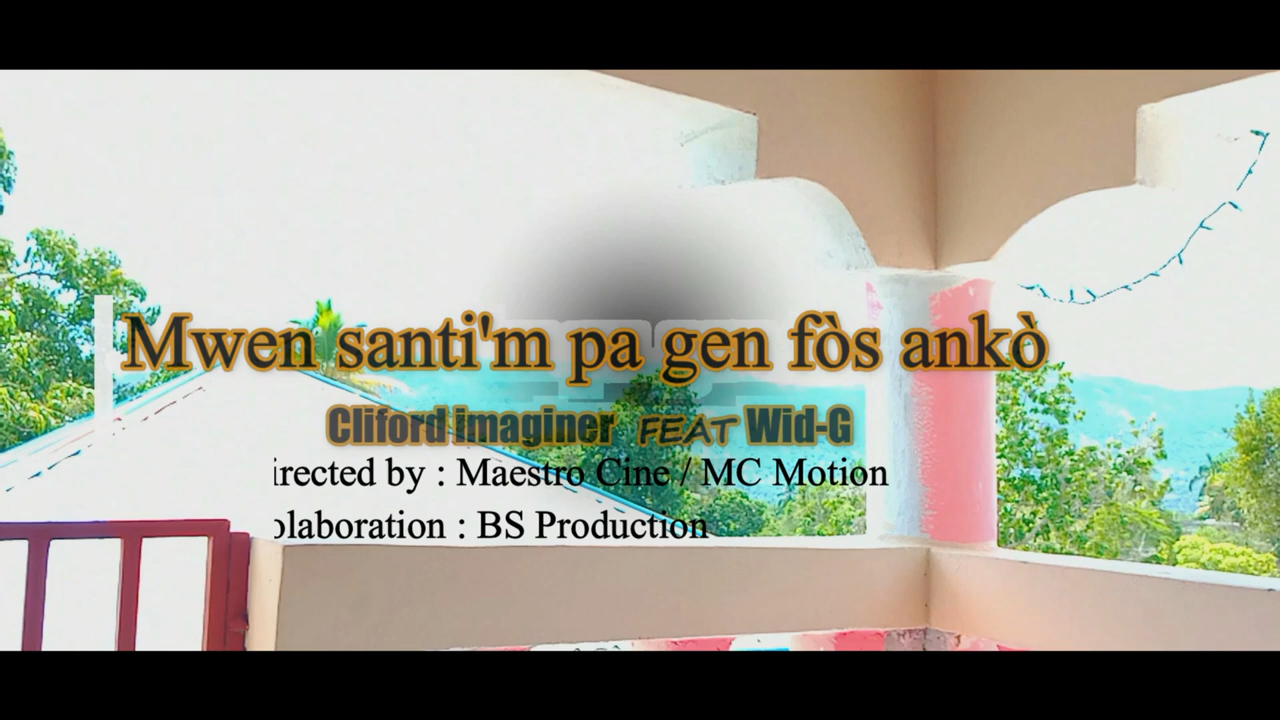 Mwen santi'm pa gen fòs ankò
Cliford imaginer FEAT Wid-G
irected by : Maestro Cine / MC Motion
olaboration : BS Production